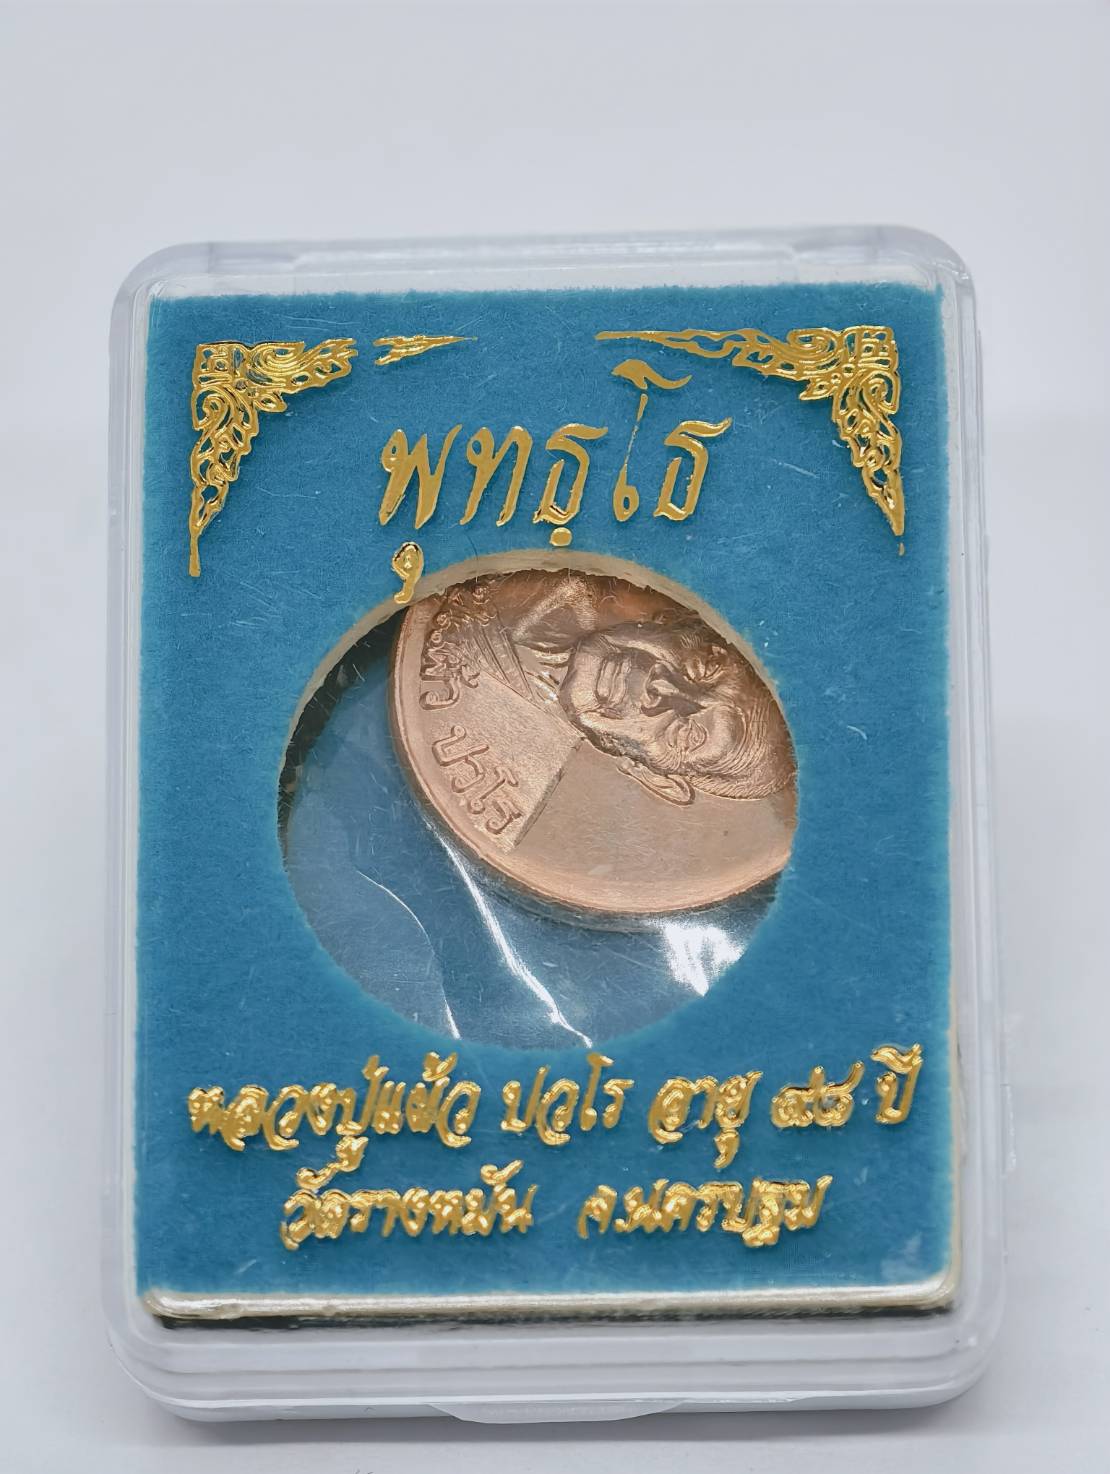 พุทฺโธ
หลวงปู่แผ้ว ปวโร อายุ ๘๘ ปี
วัดรางหมัน จ.นครปฐม
ปวโร